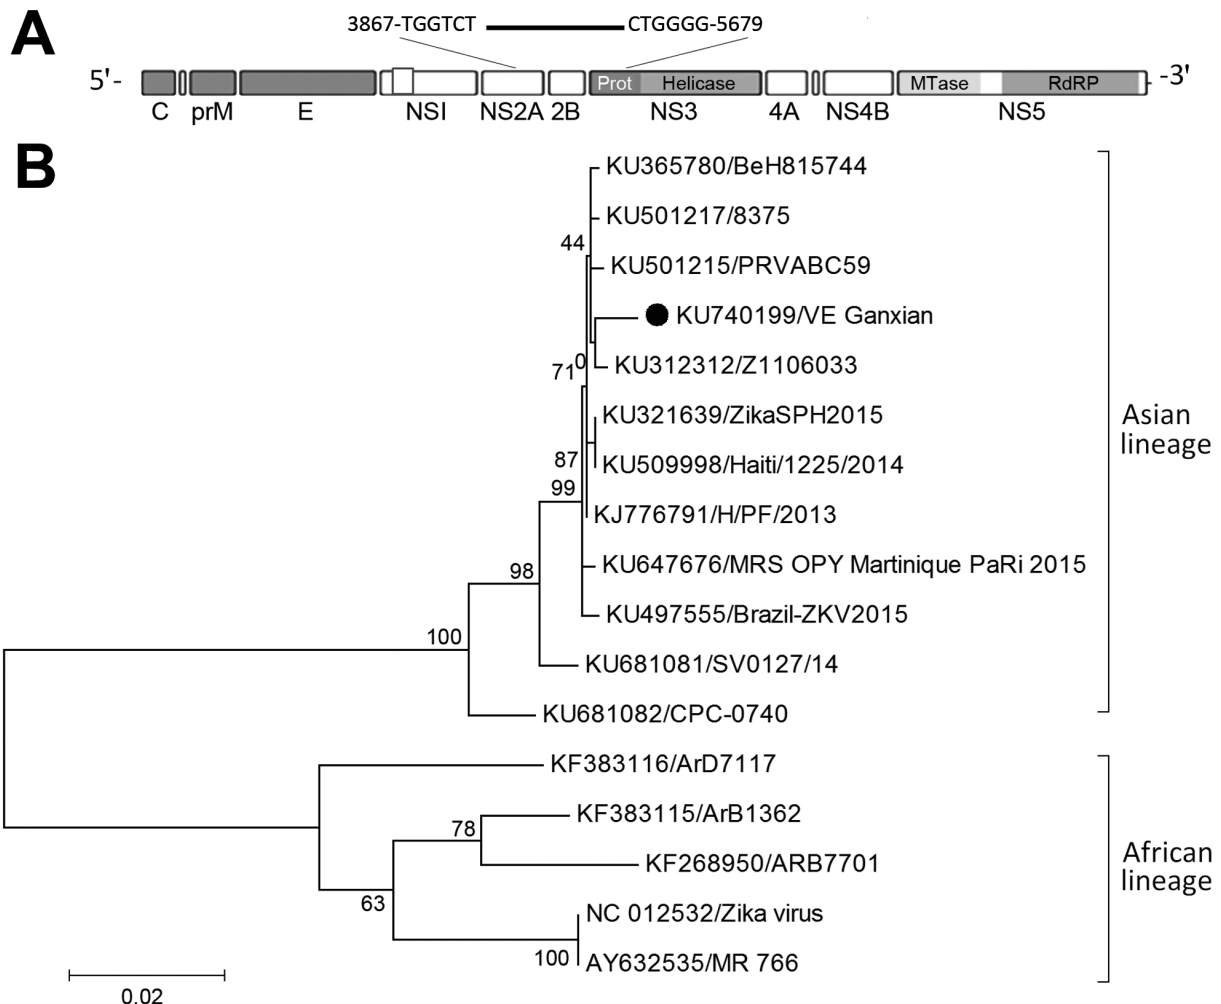 A
3867-TGGTCT CTGGGG-5679
5'- Prot Helicase MTase RdRP -3'
C prM E NSI NS2A 2B NS3 4A NS4B NS5
B
KU365780/BeH815744
KU501217/8375
44
KU501215/PRVABC59
KU740199/VE Ganxian
KU312312/Z1106033
71 0
KU321639/ZikaSPH2015
Asian
lineage
87
KU509998/Haiti/1225/2014
99
KJ776791/H/PF/2013
98
KU647676/MRS OPY Martinique PaRi 2015
KU497555/Brazil-ZKV2015
100
KU681081/SV0127/14
KU681082/CPC-0740
KF383116/ArD7117
KF383115/ArB1362
78
KF268950/ARB7701
African
lineage
63
NC 012532/Zika virus
100
AY632535/MR 766
0.02